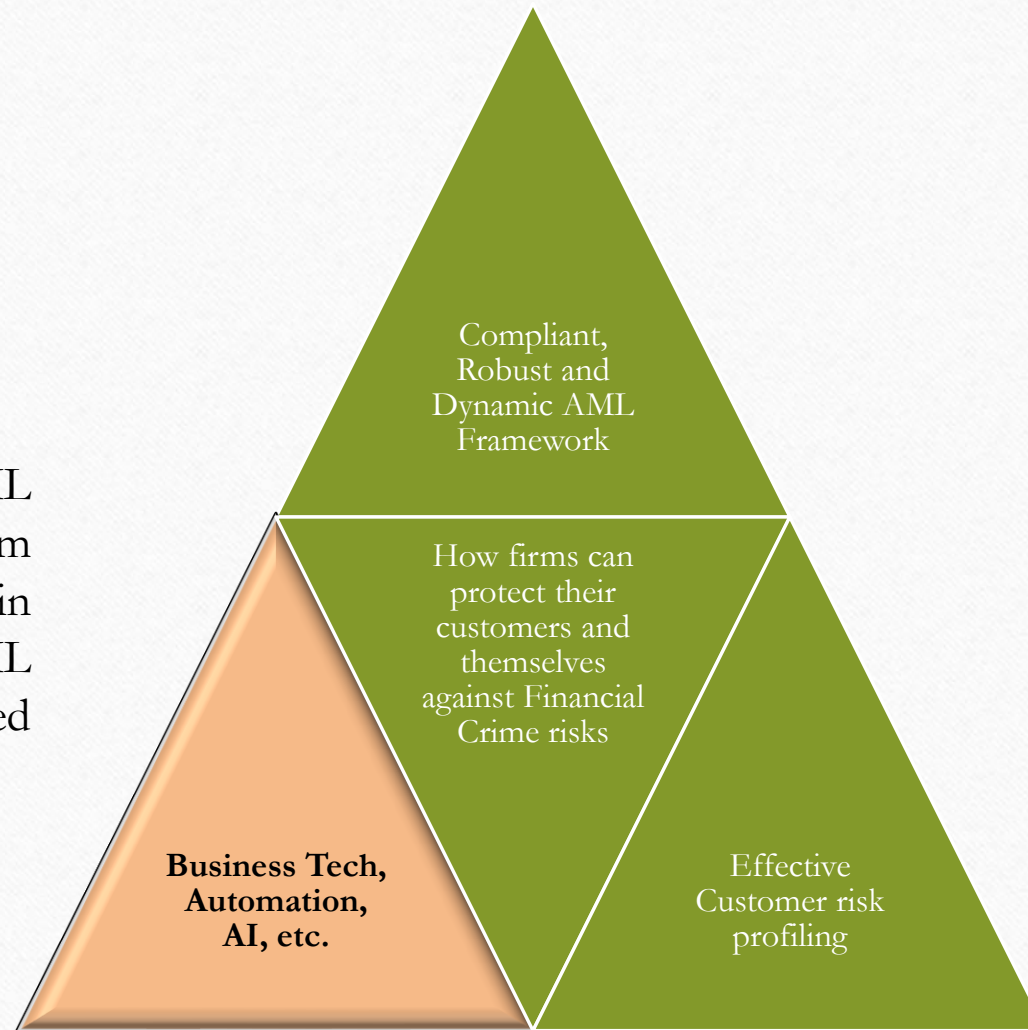 Compliant,
Robust and
Dynamic AML
Framework
How firms can
protect their
customers and
themselves
against Financial
Crime risks
Business Tech,
Automation,
AI, etc.
Effective
Customer risk
profiling
in